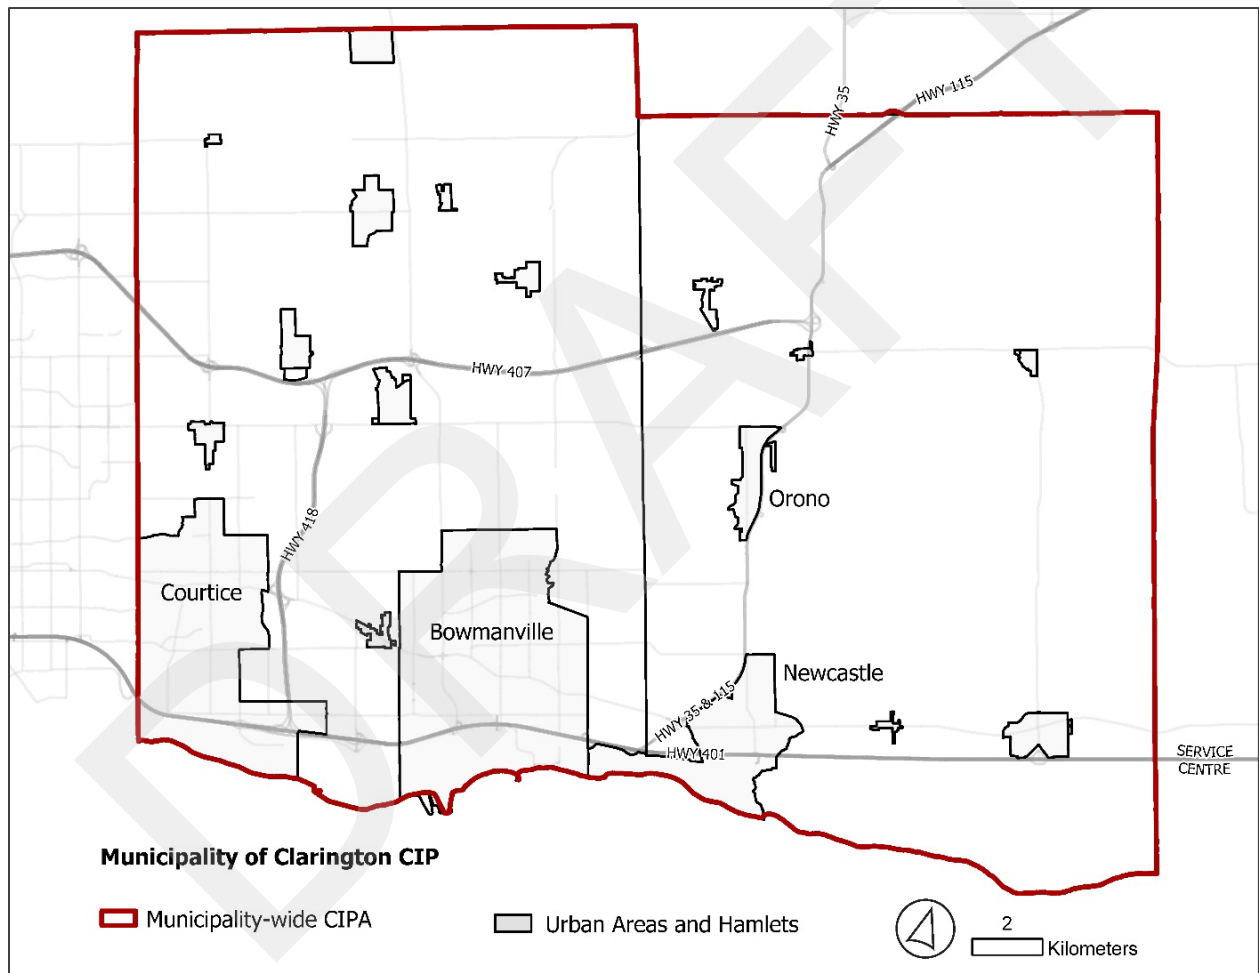 DRAFT
HWY 35
HWY 115
HWY 407
Orono
HWY 418
Courtice
Bowmanville
Newcastle
HWY 35 & 115
HWY 401
SERVICE
CENTRE
Municipality of Clarington CIP
Municipality-wide CIPA
Urban Areas and Hamlets
2
Kilometers